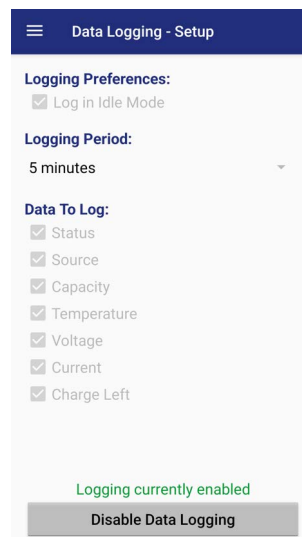 Data Logging - Setup
Logging Preferences:
Log in Idle Mode
Logging Period:
5 minutes
Data To Log:
Status
Source
Capacity
Temperature
Voltage
Current
Charge Left
Logging currently enabled
Disable Data Logging